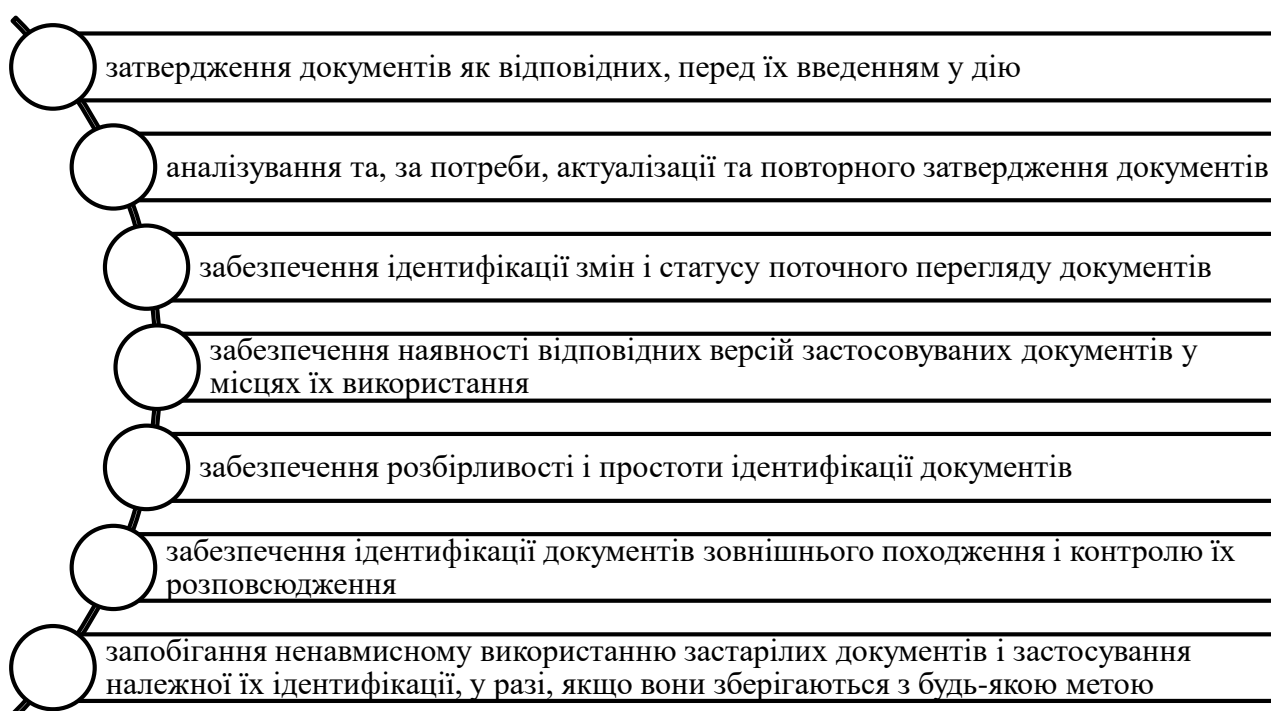 затвердження документів як відповідних, перед їх введенням у дію
аналізування та, за потреби, актуалізації та повторного затвердження документів
забезпечення ідентифікації змін і статусу поточного перегляду документів
забезпечення наявності відповідних версій застосовуваних документів у
місцях їх використання
забезпечення розбірливості і простоти ідентифікації документів
забезпечення ідентифікації документів зовнішнього походження і контролю їх
розповсюдження
запобігання ненавмисному використанню застарілих документів і застосування
належної їх ідентифікації, у разі, якщо вони зберігаються з будь-якою метою